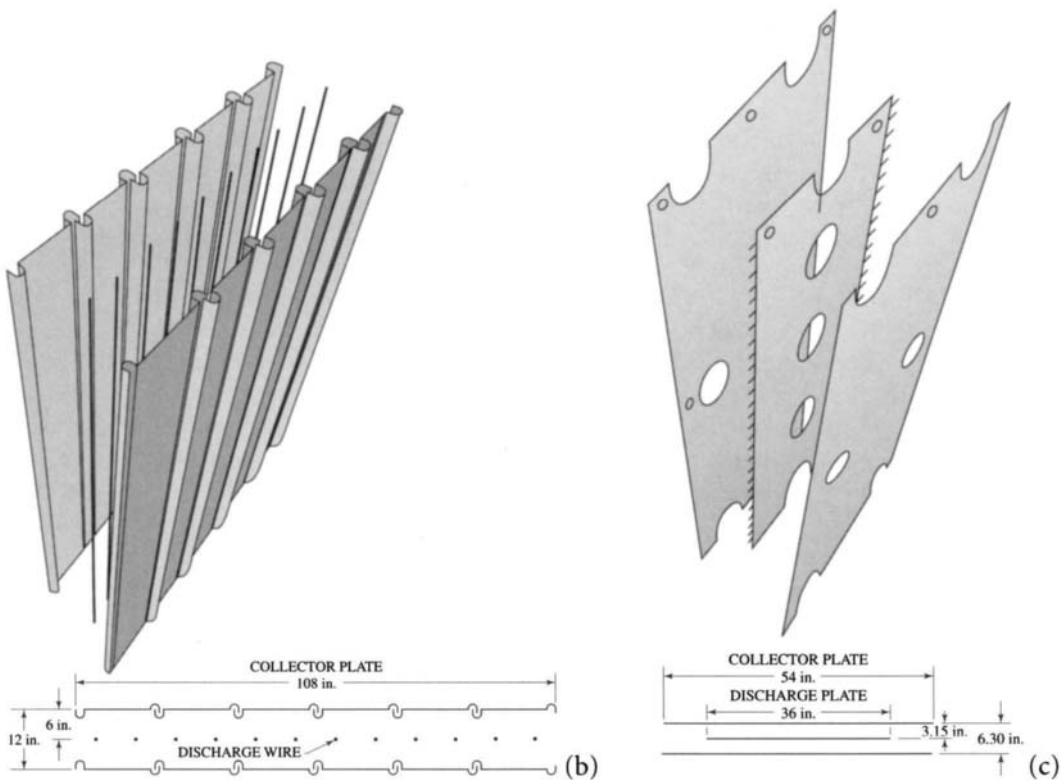 COLLECTOR PLATE
108 in.
6 in.
12 in.
DISCHARGE WIRE
(b)
COLLECTOR PLATE
54 in.
DISCHARGE PLATE
36 in.
3.15 in.
6.30 in.
(c)